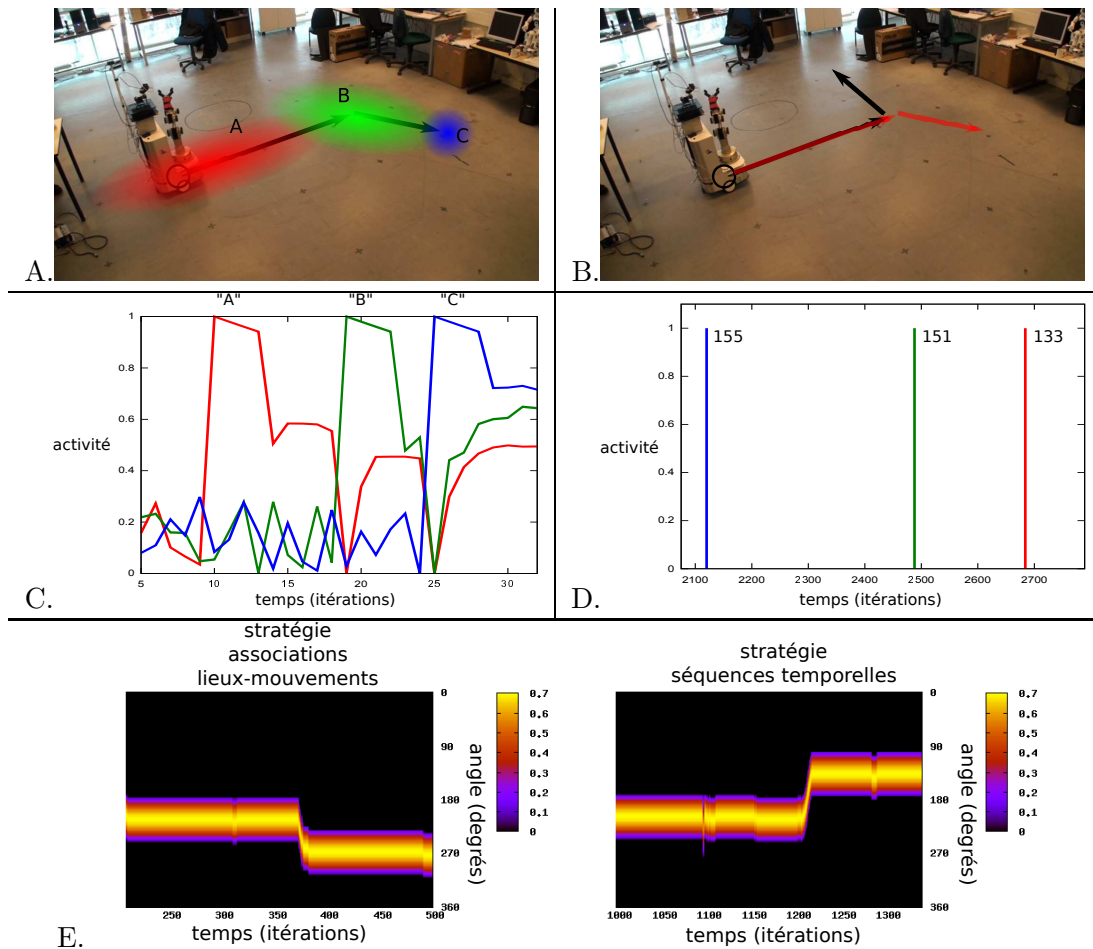 A
B
C
A.
B.
"A" "B" "C"
1
0.8
0.6
0.4
0.2
0
activité
5 10 15 20 25 30
temps (itérations)
C.
1
0.8
0.6
0.4
0.2
0
155 151 133
activité
2100 2200 2300 2400 2500 2600 2700
temps (itérations)
D.
stratégie
associations
lieux-mouvements
0
90
180
270
360
angle (degrés)
0.7
0.6
0.5
0.4
0.3
0.2
0.1
0
250 300 350 400 450 500
temps (itérations)
stratégie
séquences temporelles
0
90
180
270
360
angle (degrés)
0.7
0.6
0.5
0.4
0.3
0.2
0.1
0
1000 1050 1100 1150 1200 1250 1300
temps (itérations)
E.